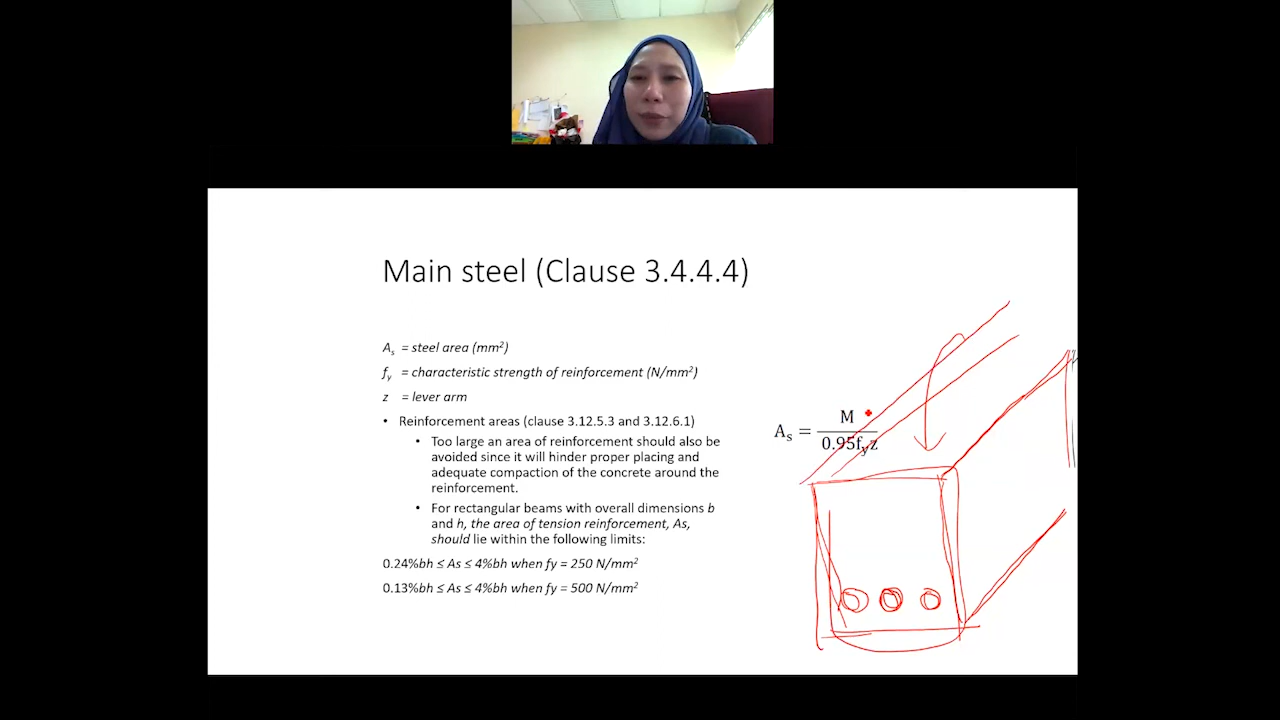 Main steel (Clause 3.4.4.4)
As = steel area (mm²)
fy = characteristic strength of reinforcement (N/mm²)
z = lever arm
• Reinforcement areas (clause 3.12.5.3 and 3.12.6.1)
• Too large an area of reinforcement should also be
avoided since it will hinder proper placing and
adequate compaction of the concrete around the
reinforcement.
• For rectangular beams with overall dimensions b
and h, the area of tension reinforcement, As,
should lie within the following limits:
0.24%bh ≤ As ≤ 4%bh when fy = 250 N/mm²
0.13%bh ≤ As ≤ 4%bh when fy = 500 N/mm²
As = M / 0.95fyz